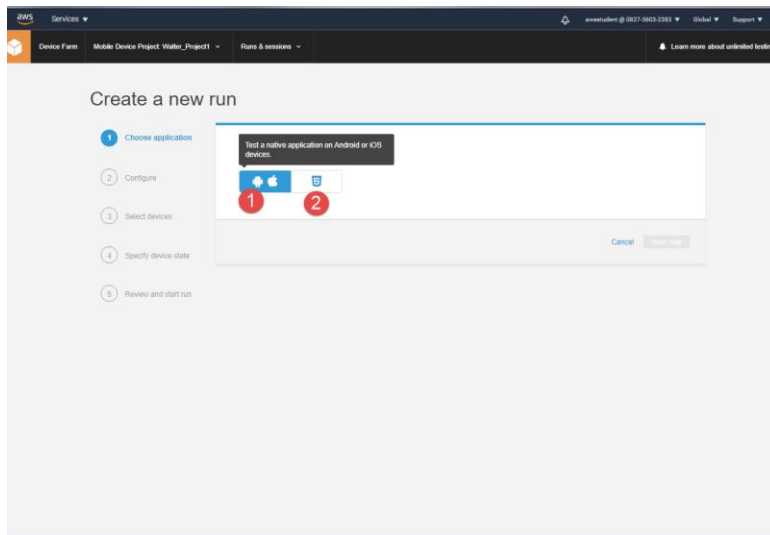 aws Services awsstudent @ 0827-3603-2383 Global Support
Device Farm Mobile Device Project: Walter_Project1 Runs & sessions Learn more about unlimited testin
Create a new run
1 Choose application
Test a native application on Android or iOS
devices.
2 Configure
1 2
3 Select devices
Cancel Next step
4 Specify device state
5 Review and start run